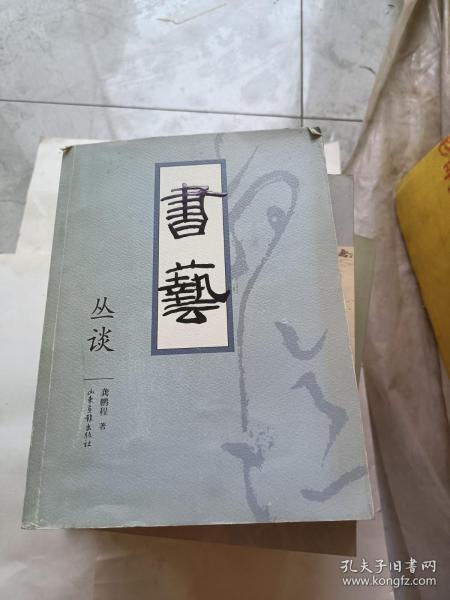 書藝
丛谈
龚鹏程 著
山东画报出版社
孔夫子旧书网
www.kongfz.com